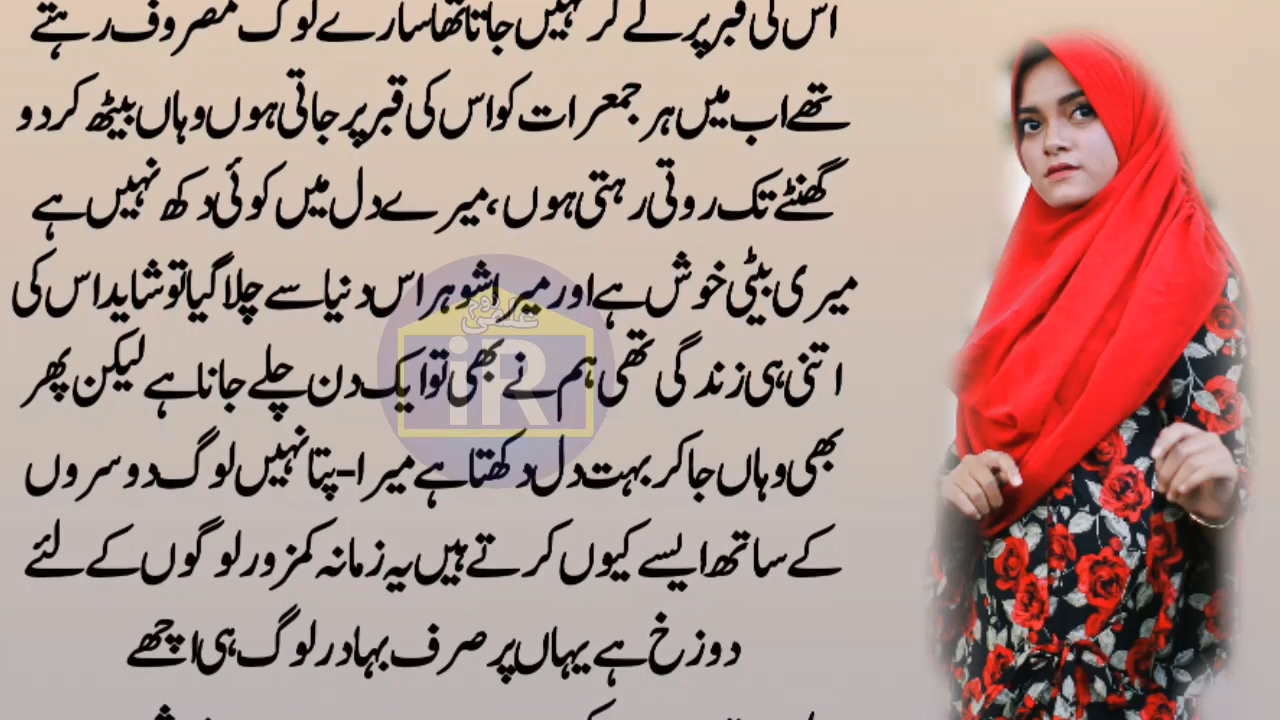 اس کی قبر پر لے کر نہیں جاتا تھا سارے لوگ مصروف رہتے
تھے اب میں ہر جمعرات کو اس کی قبر پر جاتی ہوں وہاں بیٹھ کر دو
گھنٹے تک روتی رہتی ہوں، میرے دل میں کوئی دکھ نہیں ہے
میری بیٹی خوش ہے اور میرا شوہر اس دنیا سے چلا گیا تو شاید اس کی
اتنی ہی زندگی تھی ہم نے بھی تو ایک دن چلے جانا ہے لیکن پھر
بھی وہاں جا کر بہت دل دکھتا ہے میرا-پتا نہیں لوگ دوسروں
کے ساتھ ایسے کیوں کرتے ہیں یہ زمانہ کمزور لوگوں کے لئے
دوزخ ہے یہاں پر صرف بہادر لوگ ہی اچھے
علمی روم
iR